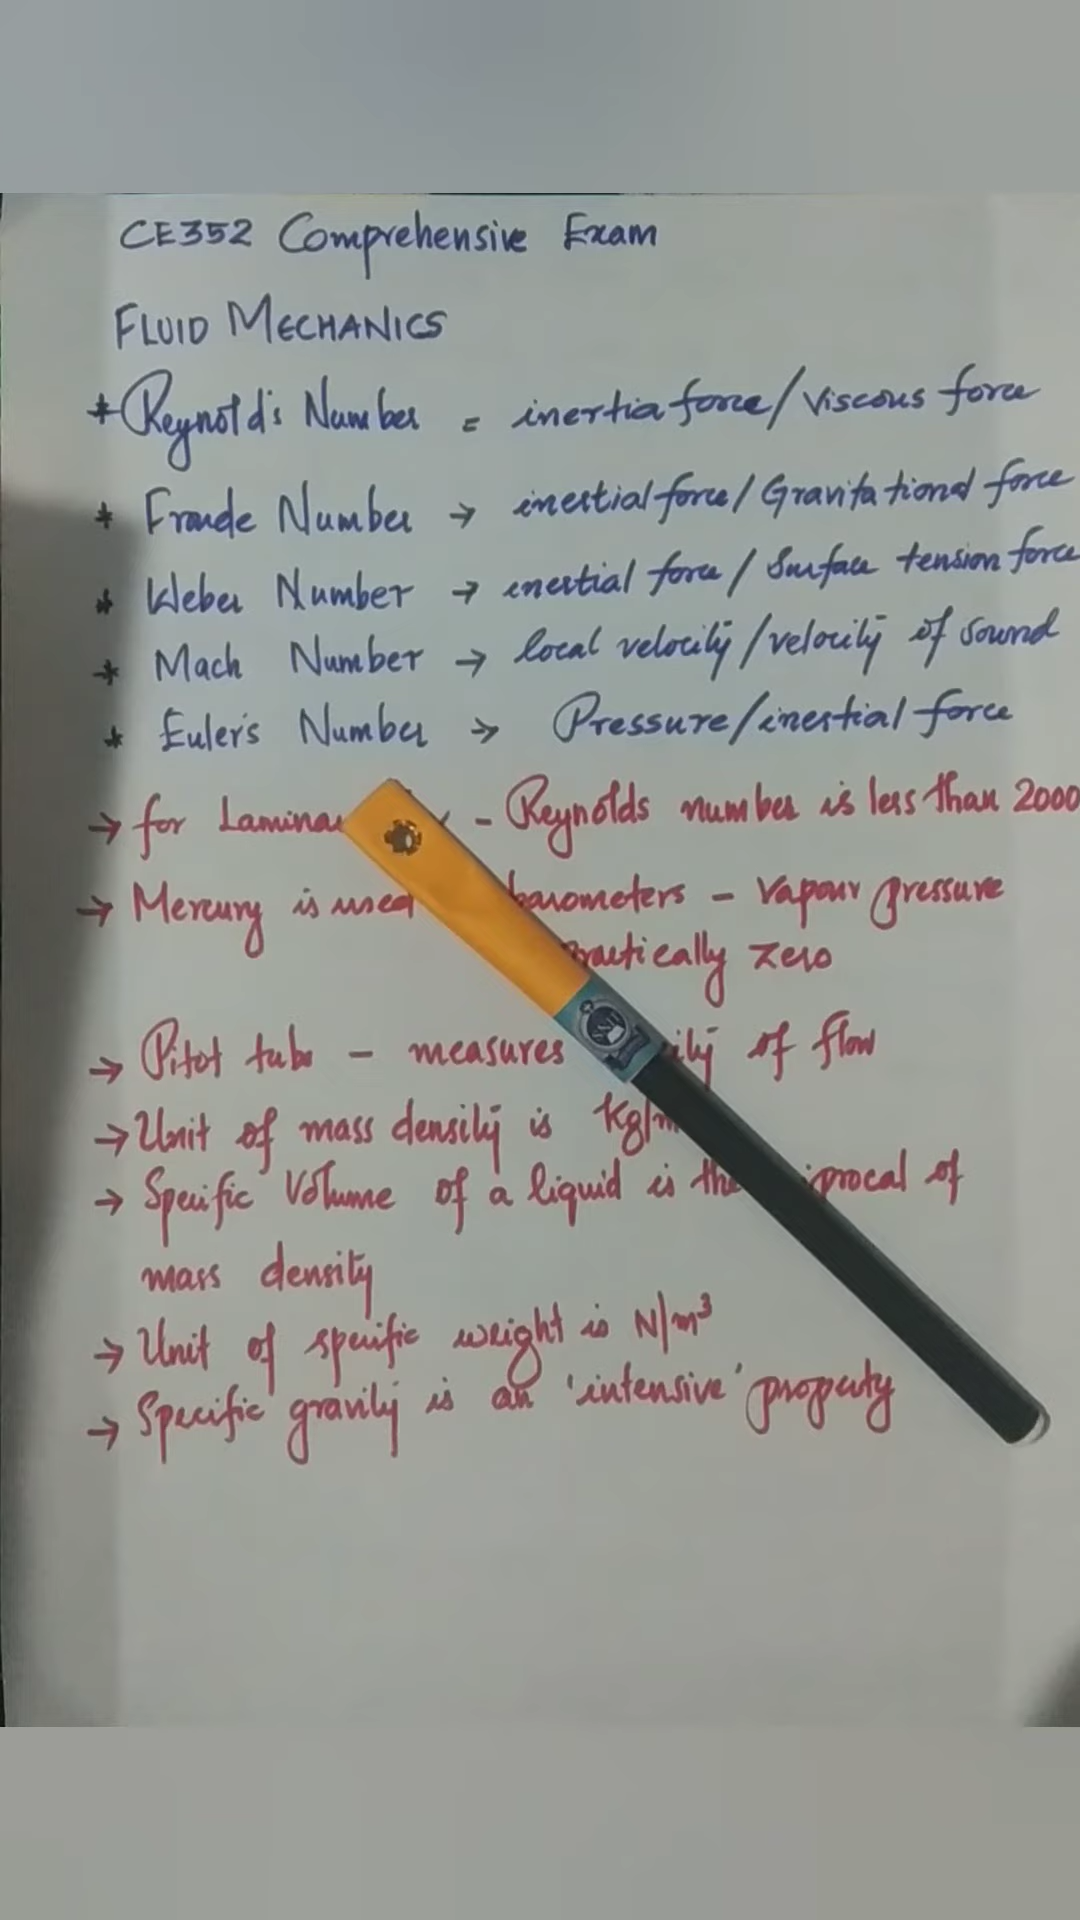 CE352 Comprehensive Exam
FLUID MECHANICS
* Reynold's Number = inertia force/Viscous force
* Froude Number → inertial force/Gravitational force
* Weber Number → inertial force/Surface tension force
* Mach Number → local velocity/velocity of sound
* Euler's Number → Pressure/inertial force
→ for Laminar - Reynolds number is less than 2000
→ Mercury is used barometers - Vapour pressure
practically Zero
→ Pitot tube - measures of flow
→ Unit of mass density is Kg/m
→ Specific Volume of a liquid is the of
mass density
→ Unit of specific weight is N/m³
→ Specific gravity is an 'intensive' property